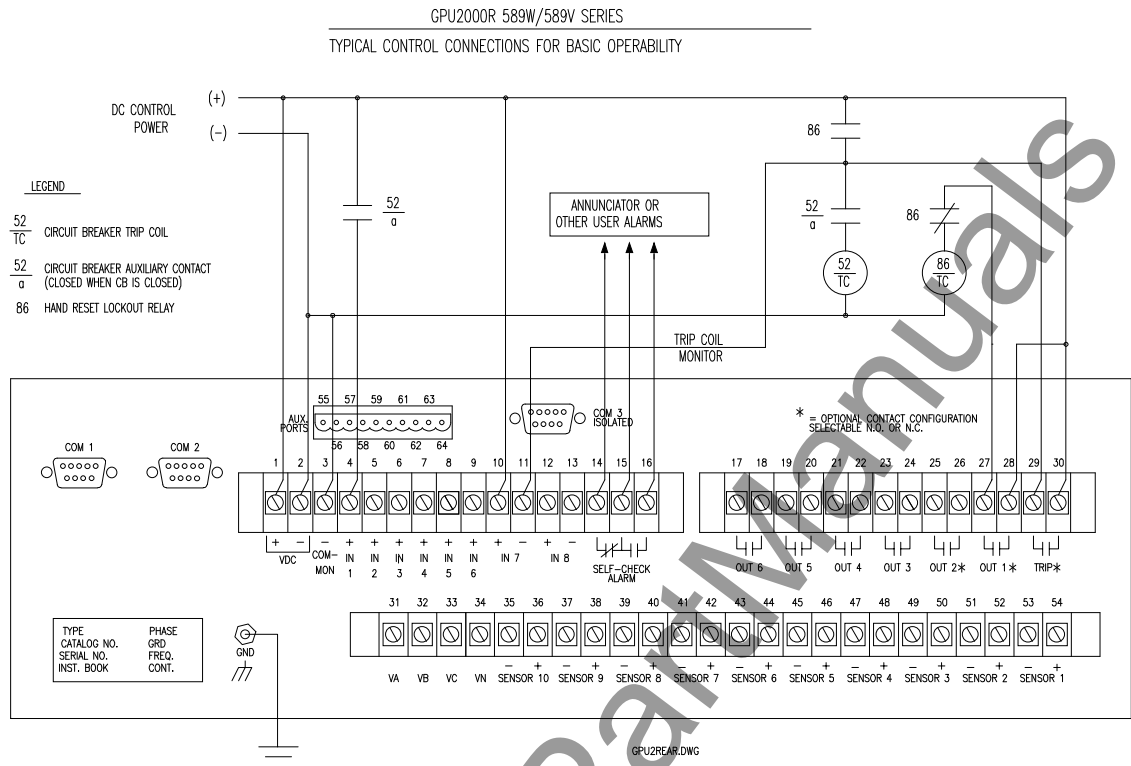 GPU2000R 589W/589V SERIES
TYPICAL CONTROL CONNECTIONS FOR BASIC OPERABILITY
DC CONTROL
POWER
(+)
(-)
LEGEND
52
TC
CIRCUIT BREAKER TRIP COIL
52
a
CIRCUIT BREAKER AUXILIARY CONTACT
(CLOSED WHEN CB IS CLOSED)
86 HAND RESET LOCKOUT RELAY
52
a
ANNUNCIATOR OR
OTHER USER ALARMS
86
52
a
86
52
TC
86
TC
TRIP COIL
MONITOR
COM 1
COM 2
AUX.
PORTS
55 57 59 61 63
56 58 60 62 64
COM 3
ISOLATED
* = OPTIONAL CONTACT CONFIGURATION
SELECTABLE N.O. OR N.C.
1 2 3 4 5 6 7 8 9 10 11 12 13 14 15 16
17 18 19 20 21 22 23 24 25 26 27 28 29 30
+ - - + + + + + + + - + -
VDC
COM-
MON
IN
1
IN
2
IN
3
IN
4
IN
5
IN
6
IN 7
IN 8
SELF-CHECK
ALARM
OUT 6 OUT 5 OUT 4 OUT 3 OUT 2* OUT 1* TRIP*
31 32 33 34 35 36 37 38 39 40 41 42 43 44 45 46 47 48 49 50 51 52 53 54
- + - + - + - + - + - + - + - + - + - +
VA VB VC VN SENSOR 10 SENSOR 9 SENSOR 8 SENSOR 7 SENSOR 6 SENSOR 5 SENSOR 4 SENSOR 3 SENSOR 2 SENSOR 1
TYPE PHASE
CATALOG NO. GRD
SERIAL NO. FREQ.
INST. BOOK CONT.
GND
GPU2REAR.DWG
PartManuals